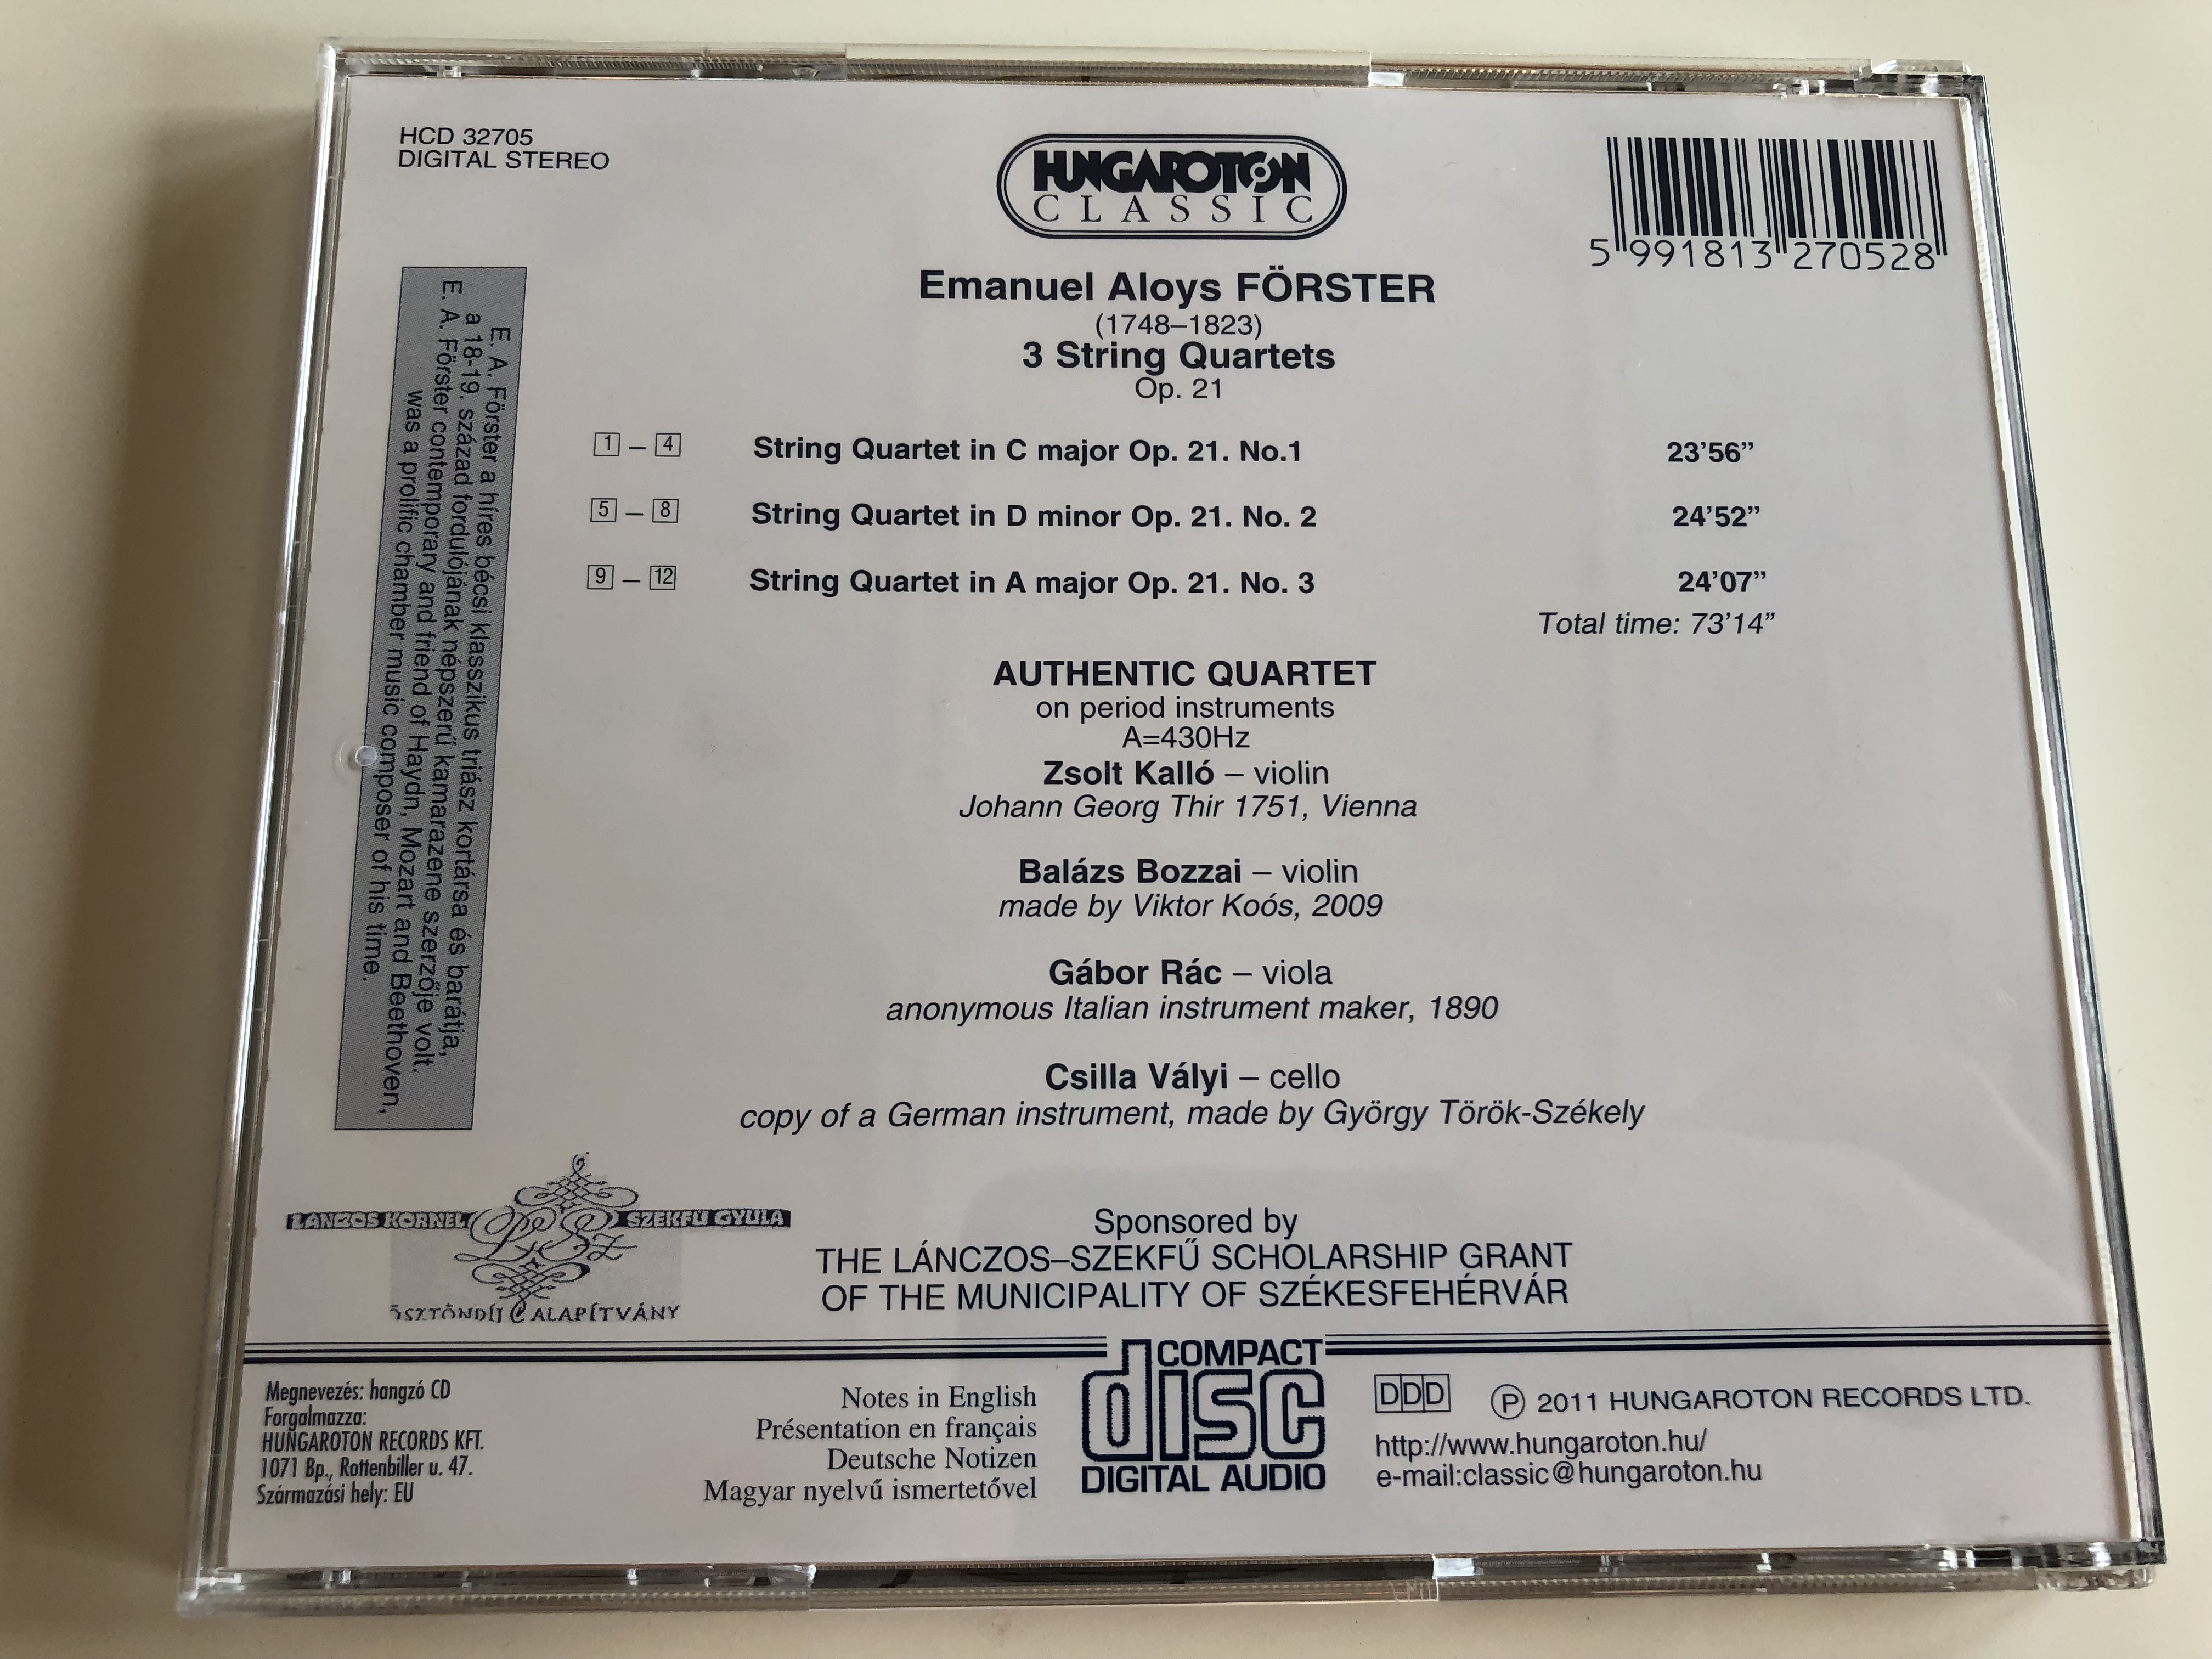 HCD 32705
DIGITAL STEREO
HUNGAROTON
CLASSIC
5 991813 270528
Emanuel Aloys FÖRSTER
(1748–1823)
3 String Quartets
Op. 21
1 – 4 String Quartet in C major Op. 21. No.1 23’56”
5 – 8 String Quartet in D minor Op. 21. No. 2 24’52”
9 – 12 String Quartet in A major Op. 21. No. 3 24’07”
Total time: 73’14”
AUTHENTIC QUARTET
on period instruments
A=430Hz
Zsolt Kalló – violin
Johann Georg Thir 1751, Vienna
Balázs Bozzai – violin
made by Viktor Koós, 2009
Gábor Rác – viola
anonymous Italian instrument maker, 1890
Csilla Vályi – cello
copy of a German instrument, made by György Török-Székely
E. A. Förster a híres bécsi klasszikus triász kortársa és barátja,
a 18-19. század fordulójának népszerű kamarazene szerzője volt.
E. A. Förster contemporary and friend of Haydn, Mozart and Beethoven,
was a prolific chamber music composer of his time.
LÁNCZOS KORNÉL LSZ SZEKFŰ GYULA
ÖSZTÖNDÍJ ALAPÍTVÁNY
Sponsored by
THE LÁNCZOS–SZEKFŰ SCHOLARSHIP GRANT
OF THE MUNICIPALITY OF SZÉKESFEHÉRVÁR
Megnevezés: hangzó CD
Forgalmazza:
HUNGAROTON RECORDS KFT.
1071 Bp., Rottenbiller u. 47.
Származási hely: EU
Notes in English
Présentation en français
Deutsche Notizen
Magyar nyelvű ismertetővel
COMPACT
disc
DIGITAL AUDIO
DDD Ⓟ 2011 HUNGAROTON RECORDS LTD.
http://www.hungaroton.hu/
e-mail:classic@hungaroton.hu